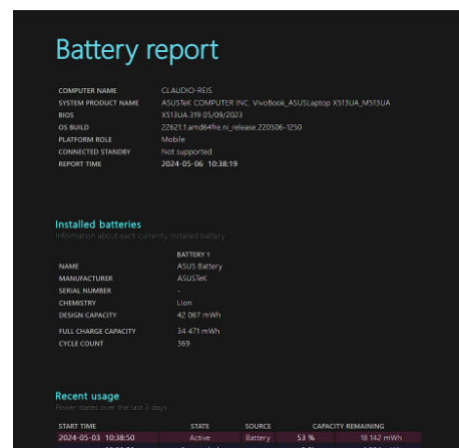 Battery report
COMPUTER NAME CLAUDIO-REIS
SYSTEM PRODUCT NAME ASUSTeK COMPUTER INC. VivoBook_ASUSLaptop X513UA_M513UA
BIOS X513UA.319 05/09/2023
OS BUILD 22621.1.amd64fre.ni_release.220506-1250
PLATFORM ROLE Mobile
CONNECTED STANDBY Not supported
REPORT TIME 2024-05-06 10:38:19
Installed batteries
Information about each currently installed battery
BATTERY 1
NAME ASUS Battery
MANUFACTURER ASUSTeK
SERIAL NUMBER -
CHEMISTRY LIon
DESIGN CAPACITY 42 067 mWh
FULL CHARGE CAPACITY 34 471 mWh
CYCLE COUNT 369
Recent usage
Power states over the last 3 days
START TIME STATE SOURCE CAPACITY REMAINING
2024-05-03 10:38:50 Active Battery 53 % 18 142 mWh